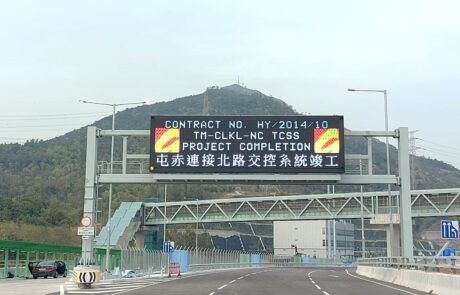 CONTRACT NO. HY/2014/10
TM-CLKL-NC TCSS
PROJECT COMPLETION
屯赤連接北路交控系統竣工